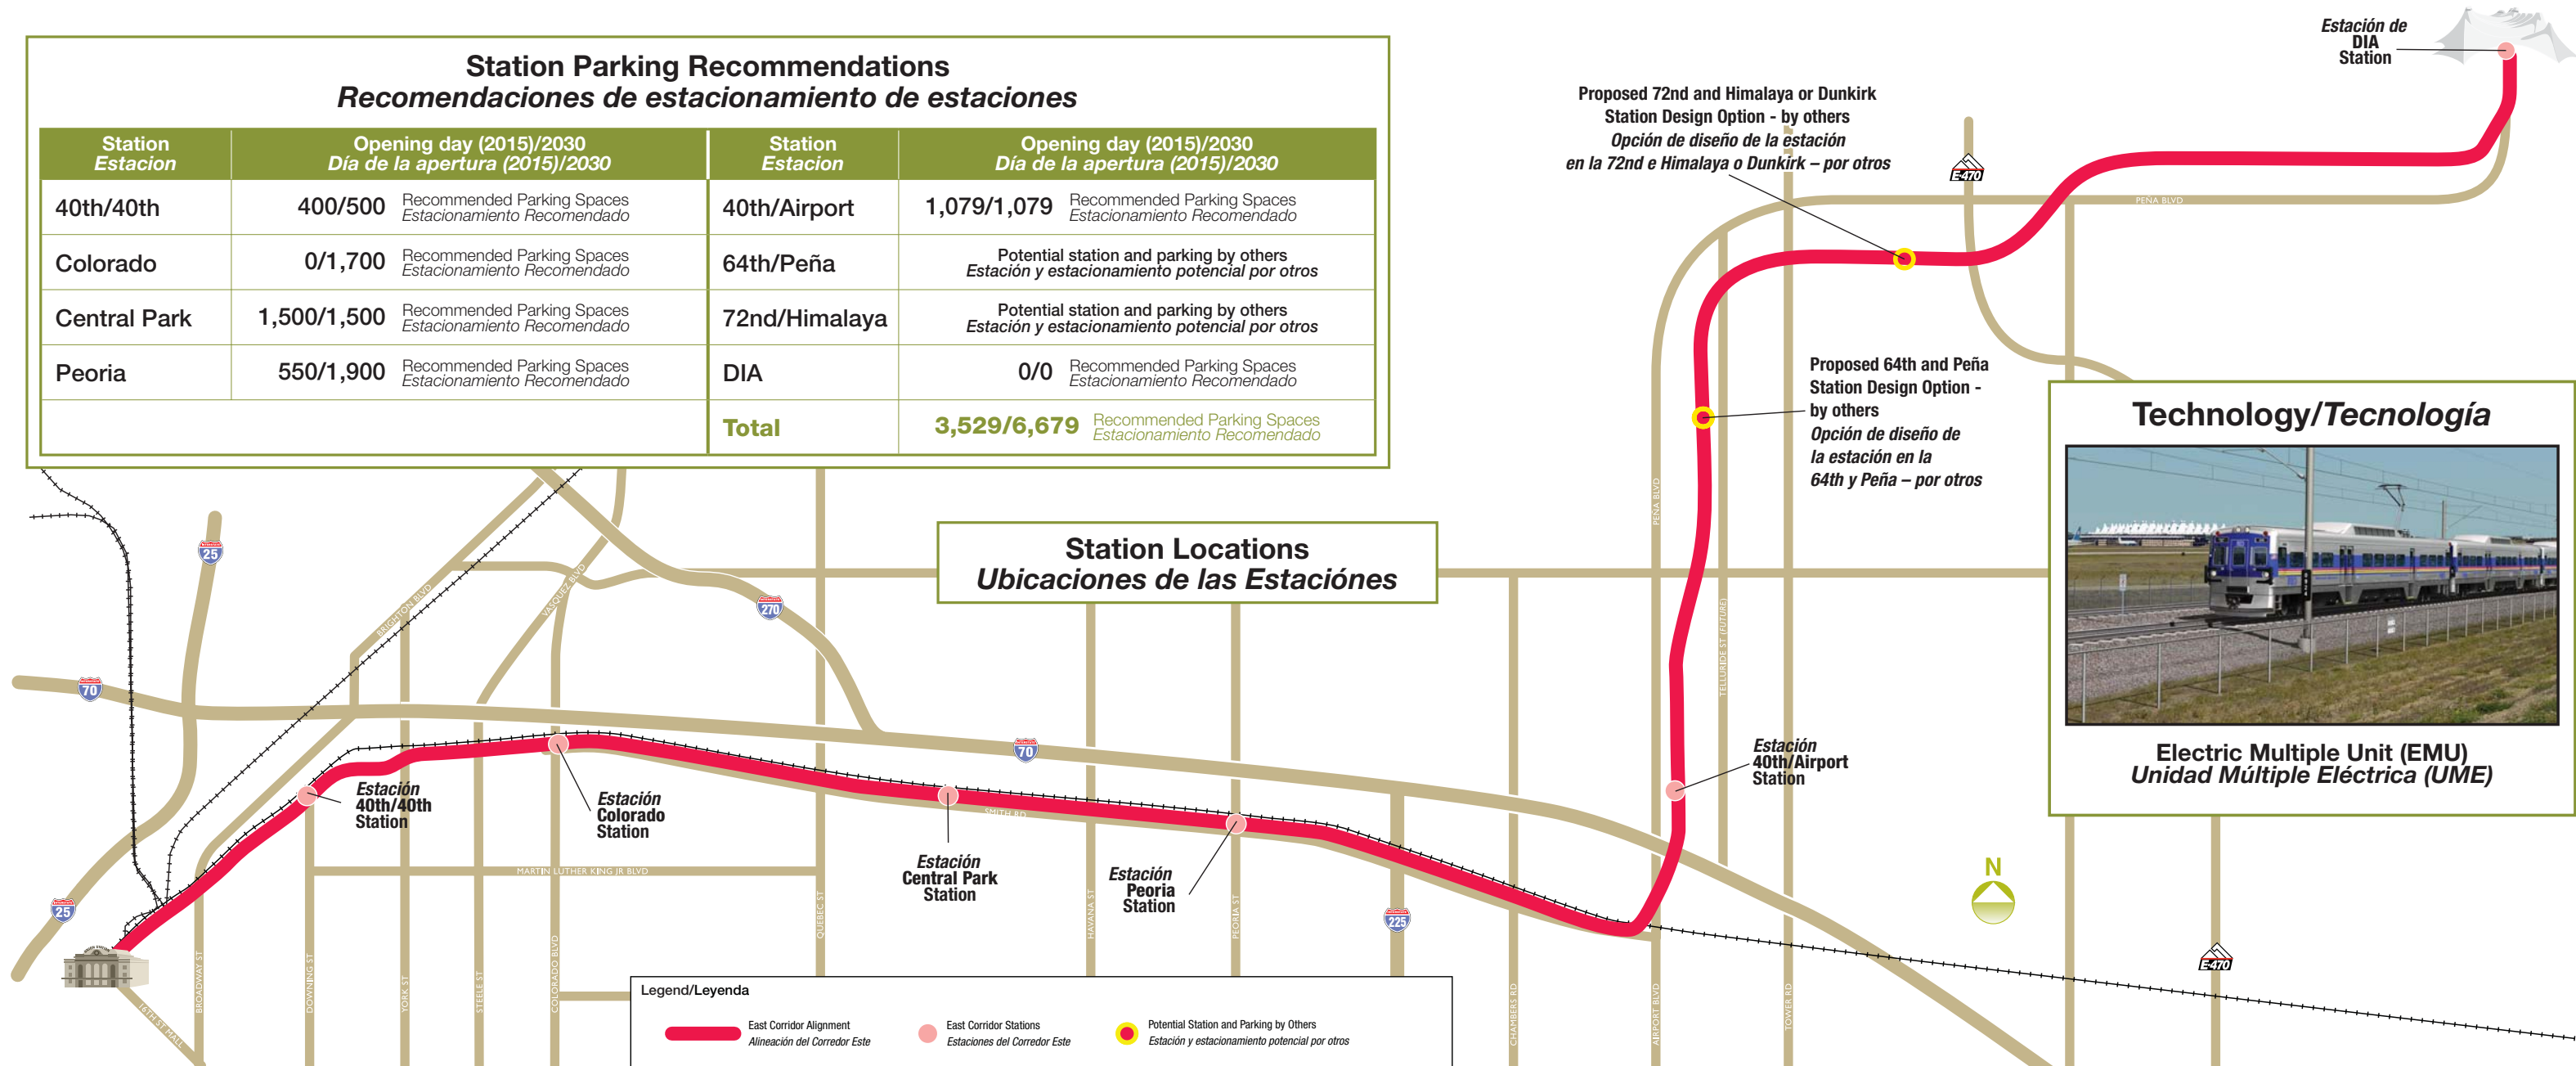 Station Parking Recommendations
Recomendaciones de estacionamiento de estaciones
Station
Estacion
Opening day (2015)/2030
Día de la apertura (2015)/2030
Station
Estacion
Opening day (2015)/2030
Día de la apertura (2015)/2030
40th/40th
400/500
Recommended Parking Spaces
Estacionamiento Recomendado
40th/Airport
1,079/1,079
Recommended Parking Spaces
Estacionamiento Recomendado
Colorado
0/1,700
Recommended Parking Spaces
Estacionamiento Recomendado
64th/Peña
Potential station and parking by others
Estación y estacionamiento potencial por otros
Central Park
1,500/1,500
Recommended Parking Spaces
Estacionamiento Recomendado
72nd/Himalaya
Potential station and parking by others
Estación y estacionamiento potencial por otros
Peoria
550/1,900
Recommended Parking Spaces
Estacionamiento Recomendado
DIA
0/0
Recommended Parking Spaces
Estacionamiento Recomendado
Total
3,529/6,679
Recommended Parking Spaces
Estacionamiento Recomendado
Estación de
DIA
Station
Proposed 72nd and Himalaya or Dunkirk
Station Design Option - by others
Opción de diseño de la estación
en la 72nd e Himalaya o Dunkirk – por otros
E-470
PEÑA BLVD
Proposed 64th and Peña
Station Design Option -
by others
Opción de diseño de
la estación en la
64th y Peña – por otros
Technology/Tecnología
Electric Multiple Unit (EMU)
Unidad Múltiple Eléctrica (UME)
Station Locations
Ubicaciones de las Estaciónes
PEÑA BLVD
TELLURIDE ST (FUTURE)
25
270
70
70
25
225
E-470
N
BRIGHTON BLVD
VASQUEZ BLVD
Estación
40th/40th
Station
Estación
Colorado
Station
Estación
Central Park
Station
Estación
Peoria
Station
Estación
40th/Airport
Station
SMITH RD
MARTIN LUTHER KING JR BLVD
UNION STATION
16TH ST MALL
BROADWAY ST
DOWNING ST
YORK ST
STEELE ST
COLORADO BLVD
QUEBEC ST
HAVANA ST
PEORIA ST
CHAMBERS RD
AIRPORT BLVD
TOWER RD
Legend/Leyenda
East Corridor Alignment
Alineación del Corredor Este
East Corridor Stations
Estaciones del Corredor Este
Potential Station and Parking by Others
Estación y estacionamiento potencial por otros